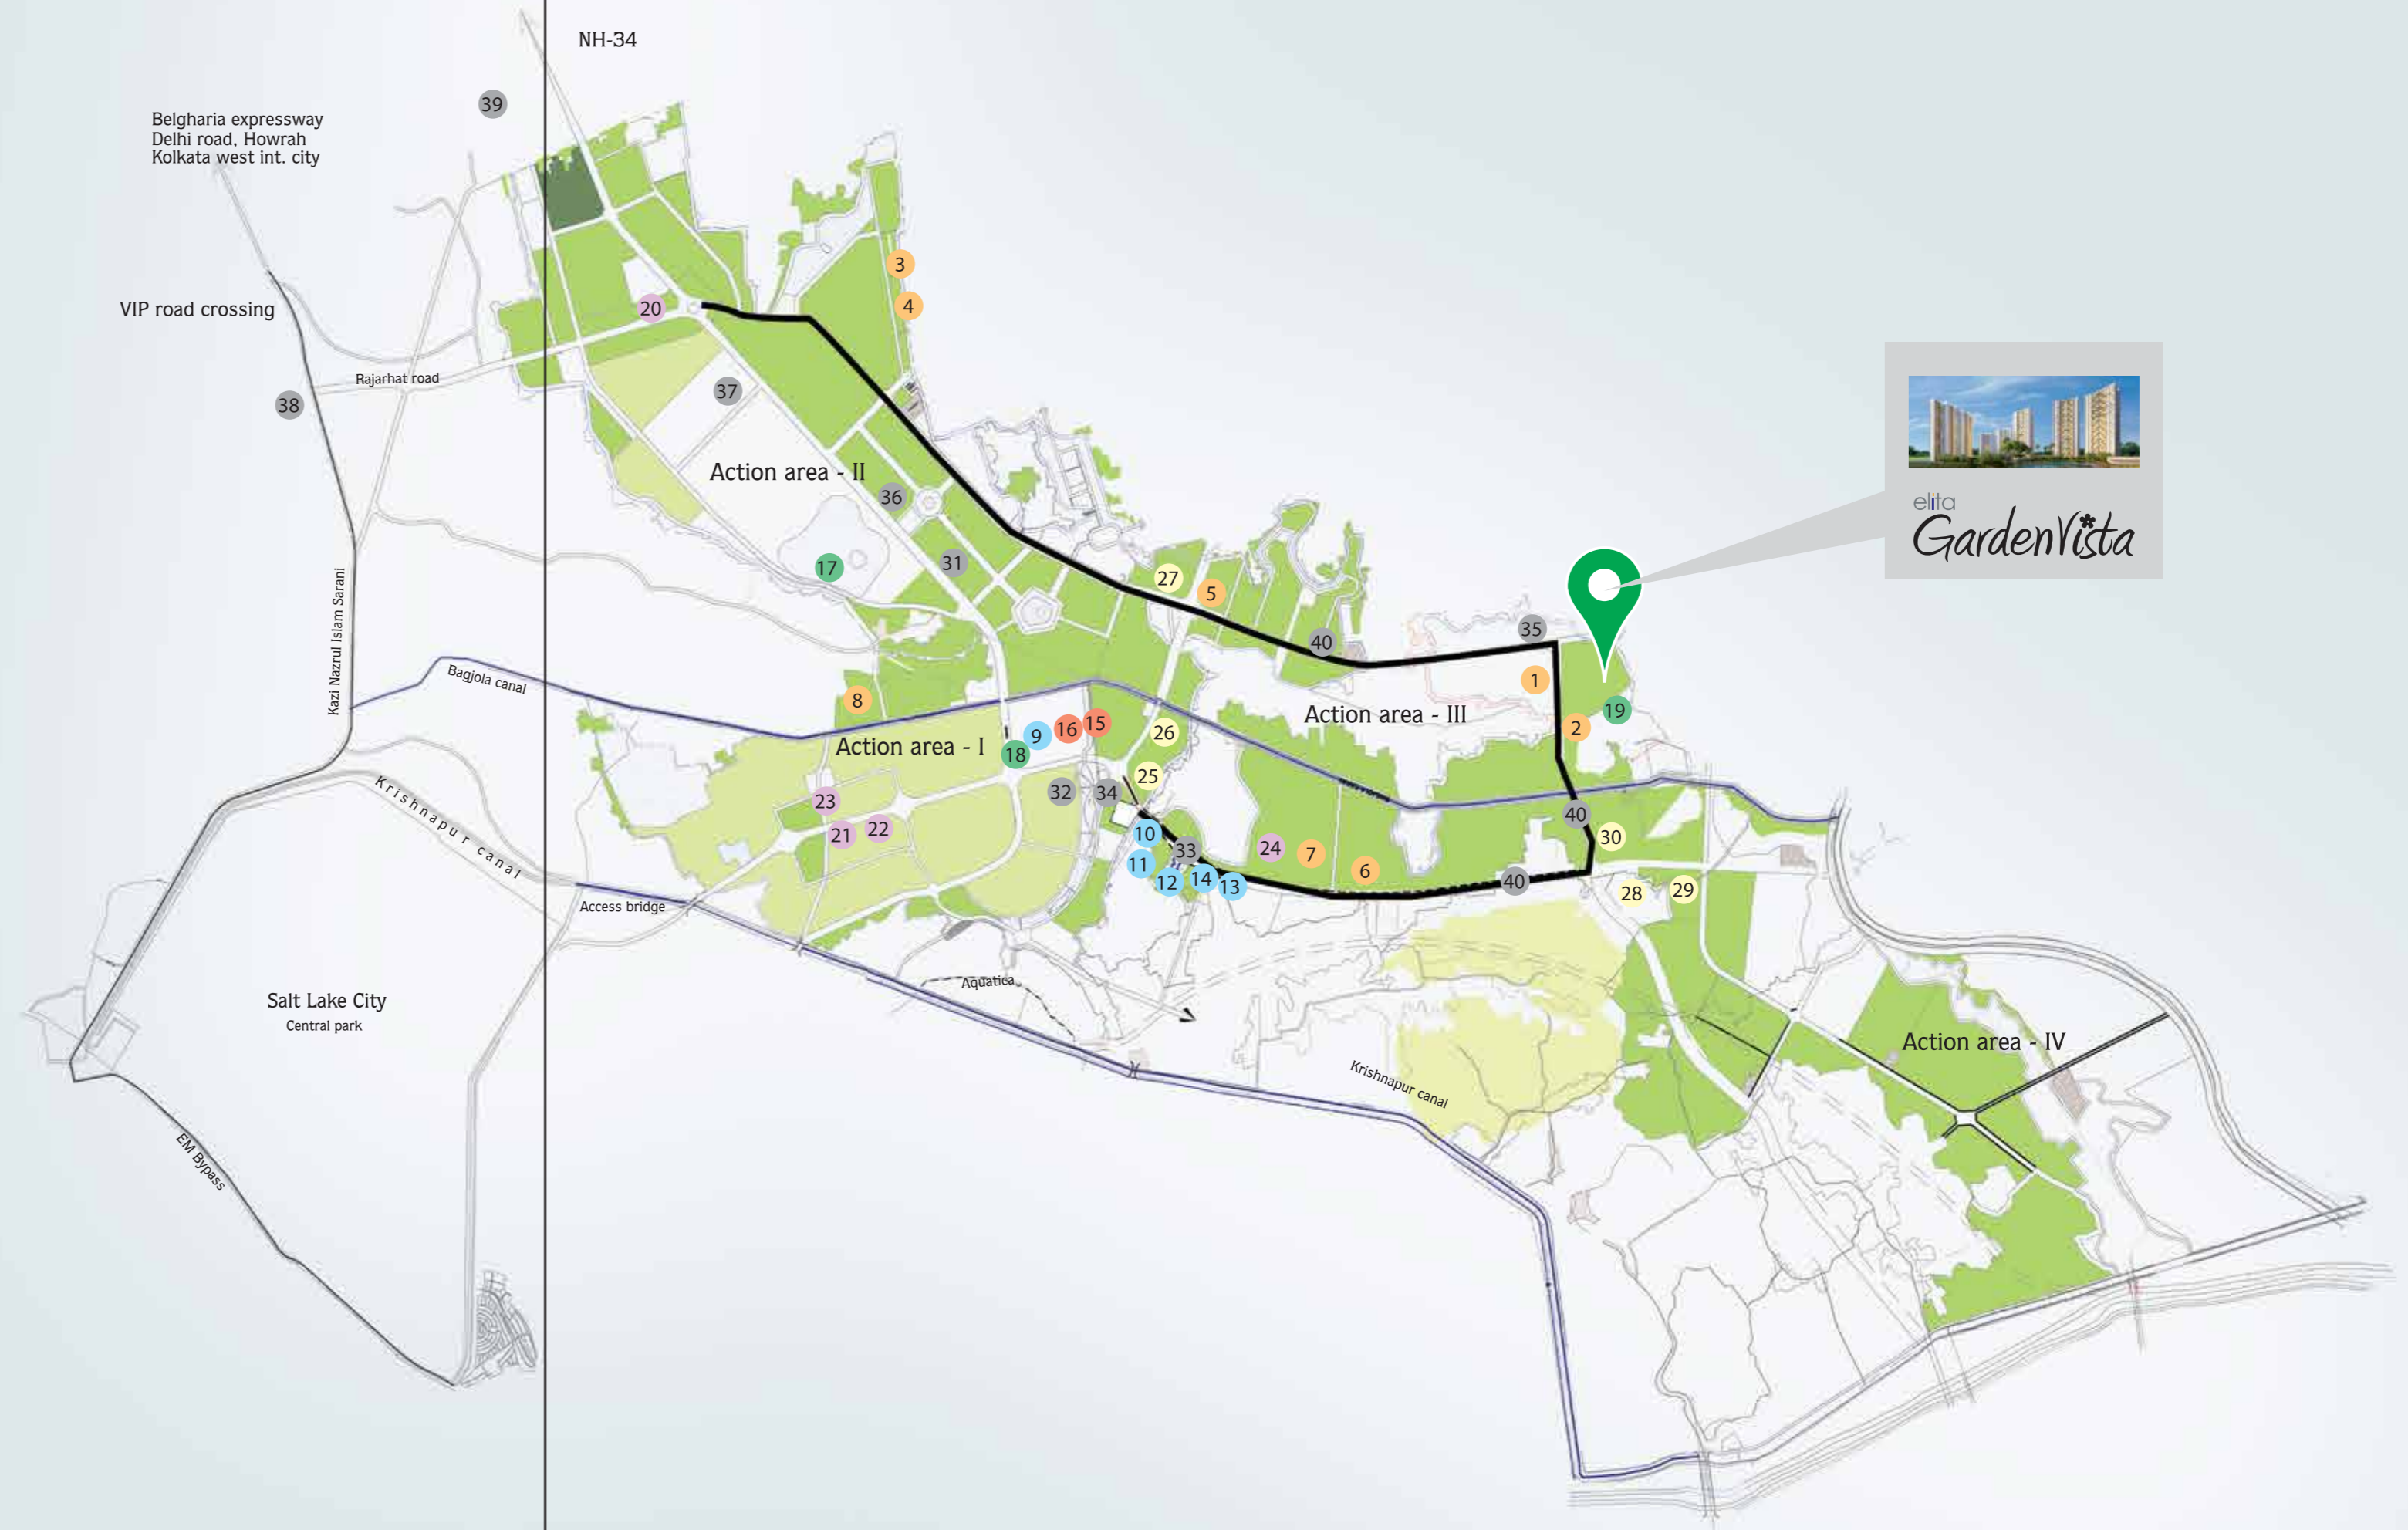 NH-34
39
Belgharia expressway
Delhi road, Howrah
Kolkata west int. city
3
4
20
VIP road crossing
Rajarhat road
37
38
elita
GardenVista
Action area - II
36
31
17
27
5
40
35
Kazi Nazrul Islam Sarani
Bagjola canal
1
8
19
Action area - III
2
16
15
9
26
Action area - I
18
25
32
34
23
40
Krishnapur canal
21
22
10
30
33
24
7
11
6
12
14
13
40
28
29
Access bridge
Aquatica
Salt Lake City
Central park
Action area - IV
Krishnapur canal
EM Bypass